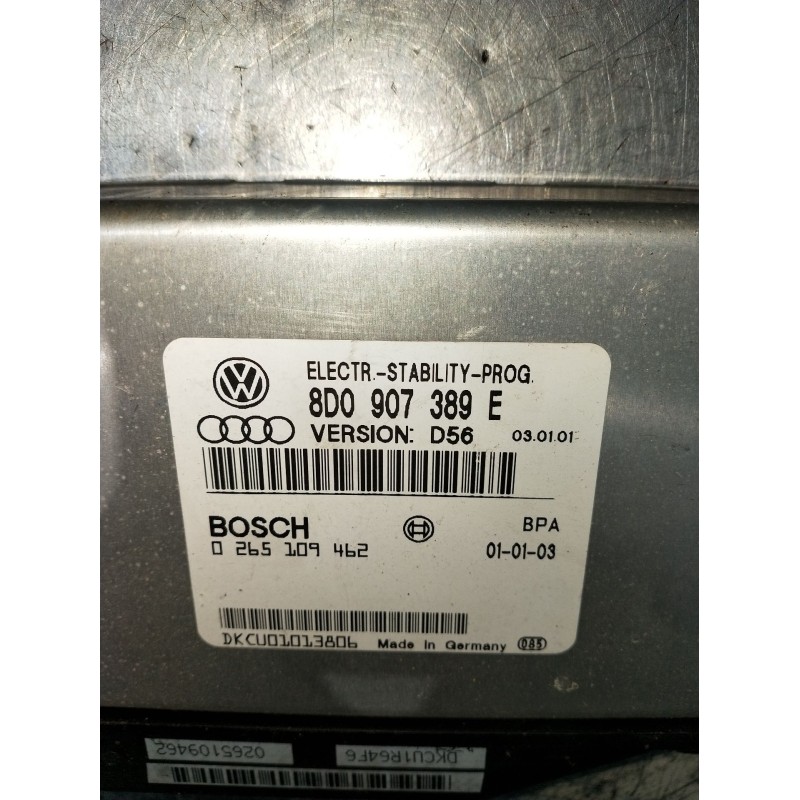 ELECTR.-STABILITY-PROG.
8D0 907 389 E
VERSION: D56 03.01.01
BOSCH BPA
0 265 109 462 01-01-03
DKCU01013806 Made in Germany 085
DKCU1R64F6 0265109462